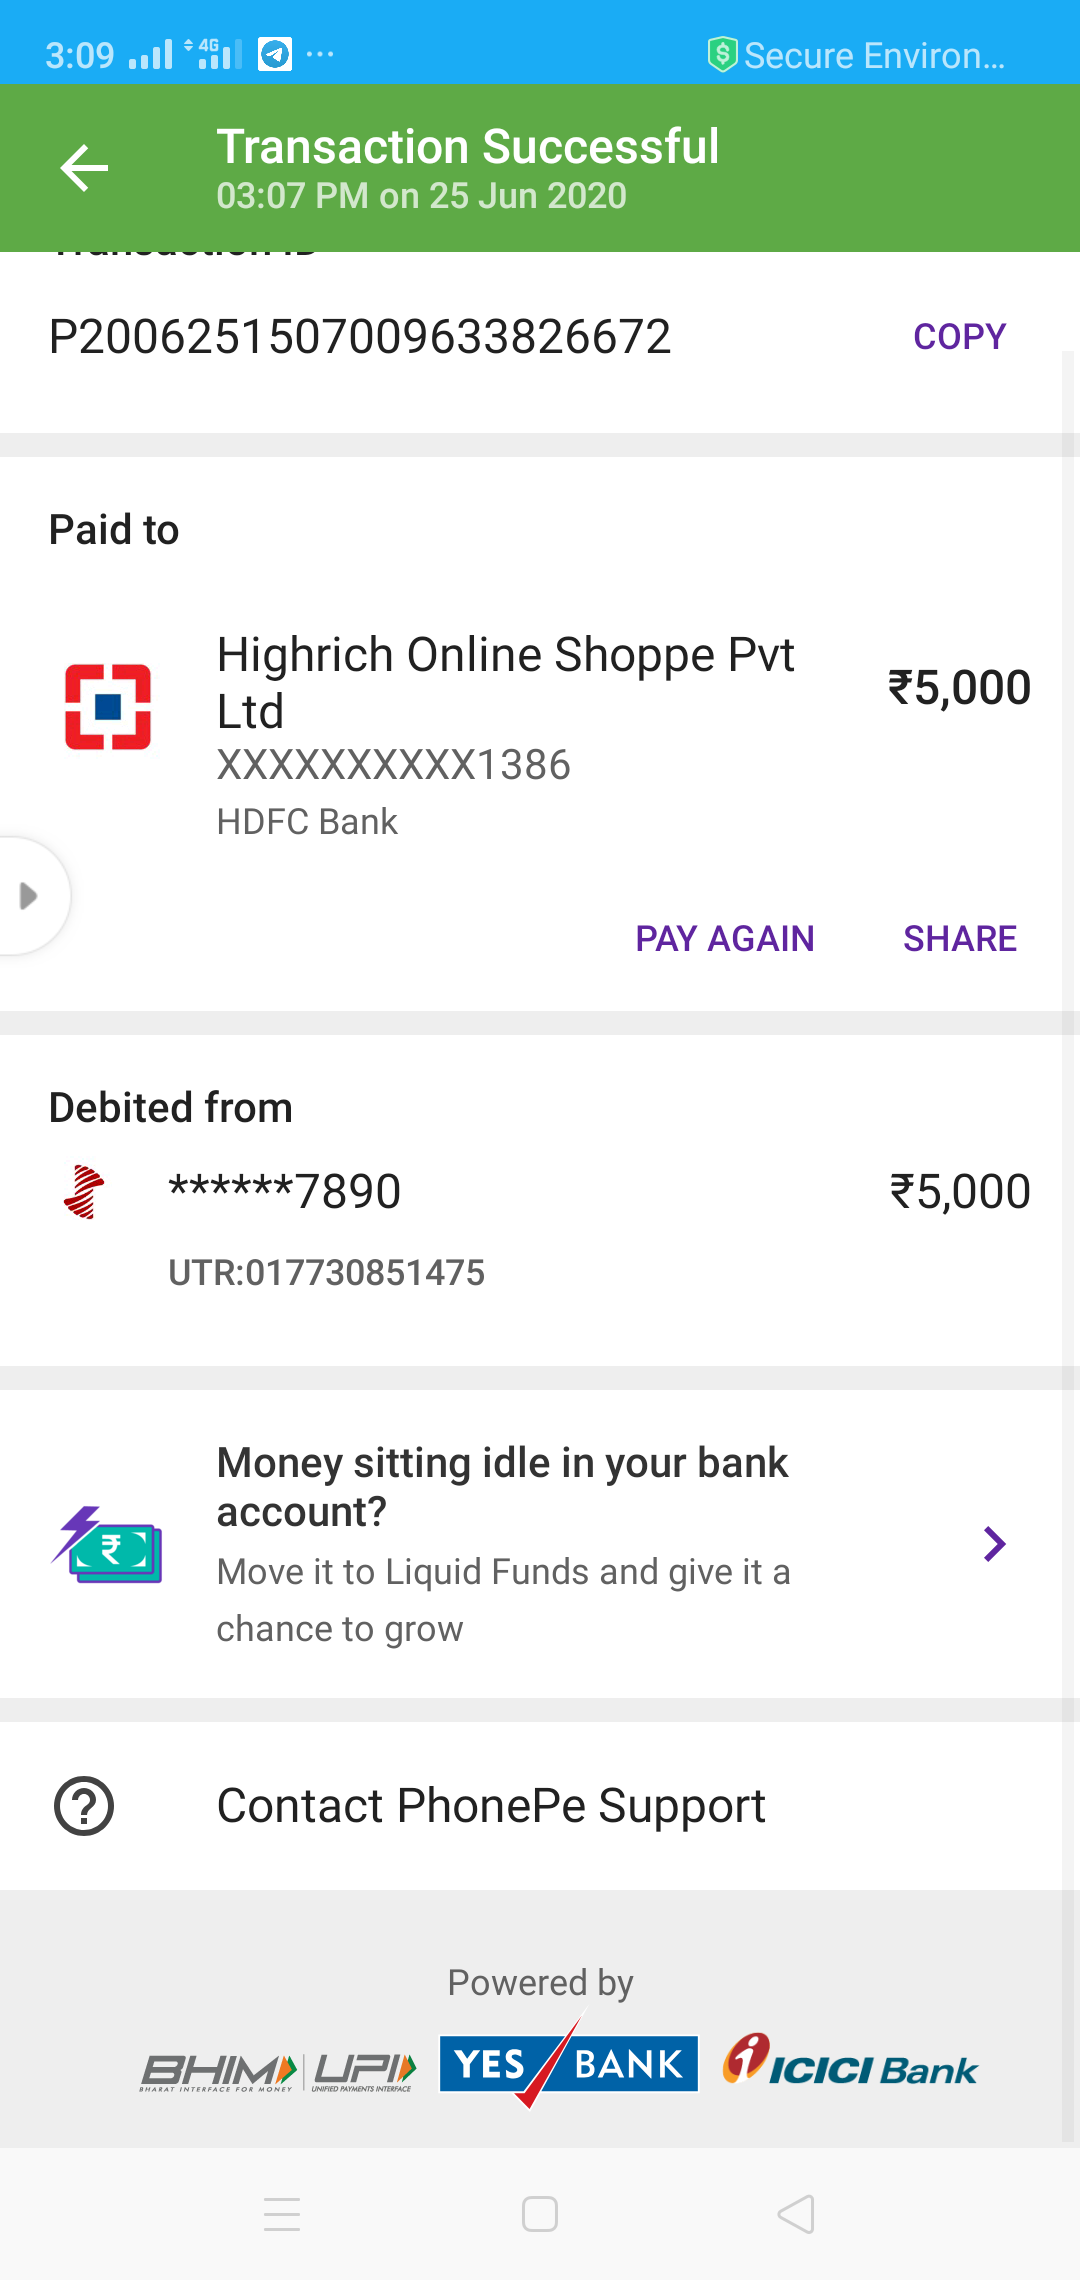 3:09 4G ... Secure Environ...
Transaction Successful
03:07 PM on 25 Jun 2020
Transaction ID
P2006251507009633826672 COPY
Paid to
Highrich Online Shoppe Pvt
Ltd
₹5,000
XXXXXXXXXX1386
HDFC Bank
PAY AGAIN SHARE
Debited from
******7890 ₹5,000
UTR:017730851475
Money sitting idle in your bank
account?
Move it to Liquid Funds and give it a
chance to grow
Contact PhonePe Support
Powered by
BHIM UPI YES BANK ICICI Bank
BHARAT INTERFACE FOR MONEY UNIFIED PAYMENTS INTERFACE